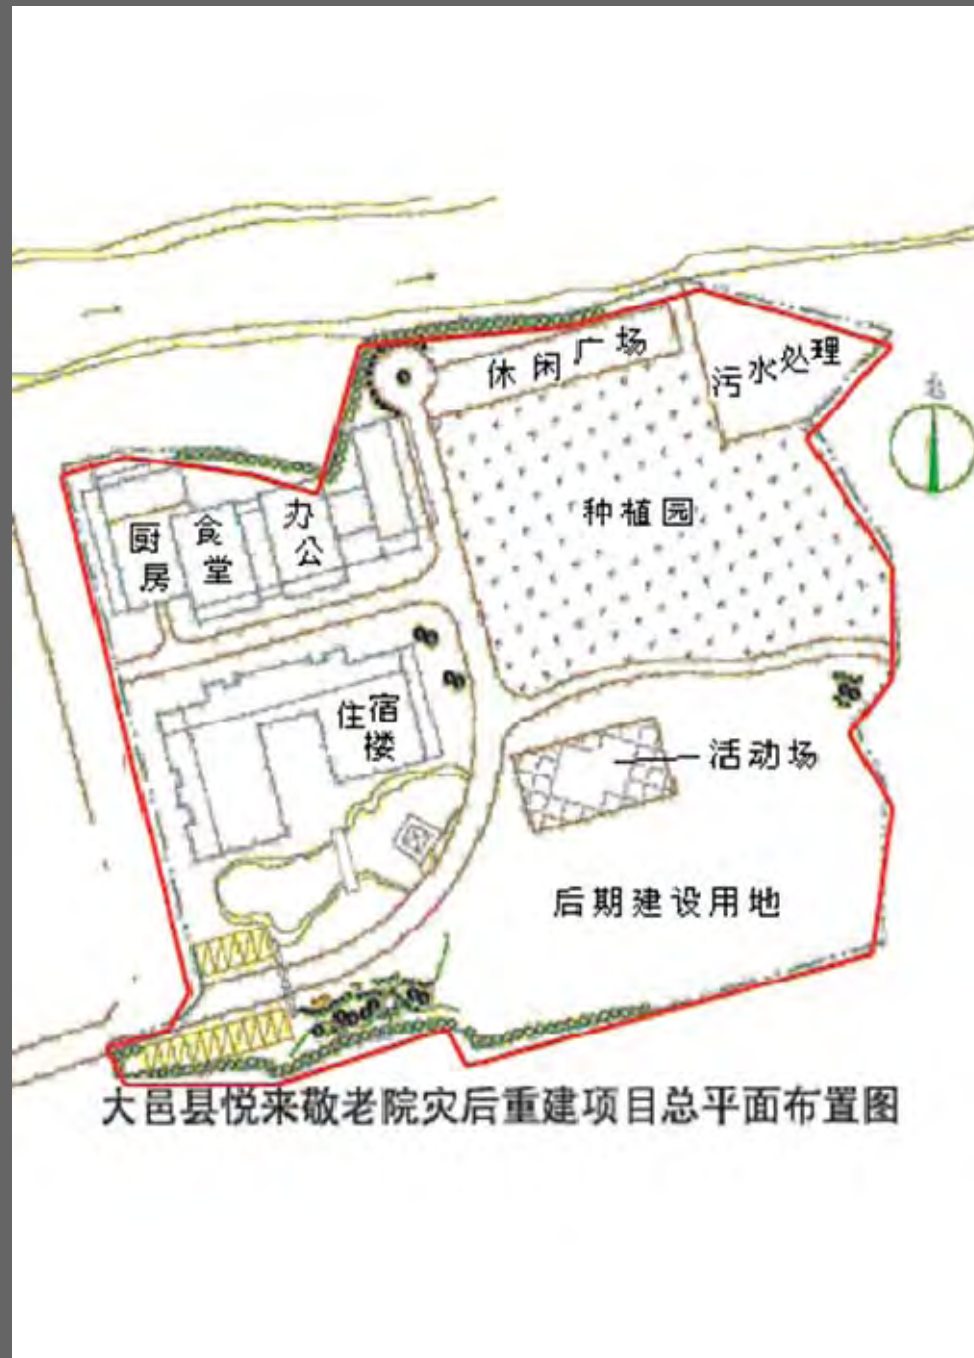 北
休闲广场
污水处理
种植园
办公
食堂
厨房
住宿楼
活动场
后期建设用地
大邑县悦来敬老院灾后重建项目总平面布置图